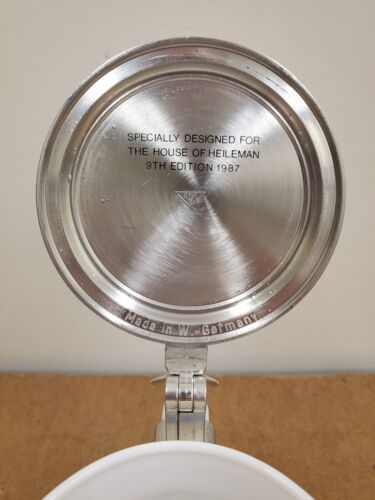 SPECIALLY DESIGNED FOR
THE HOUSE OF HEILEMAN
9TH EDITION 1987
Made in W.-Germany